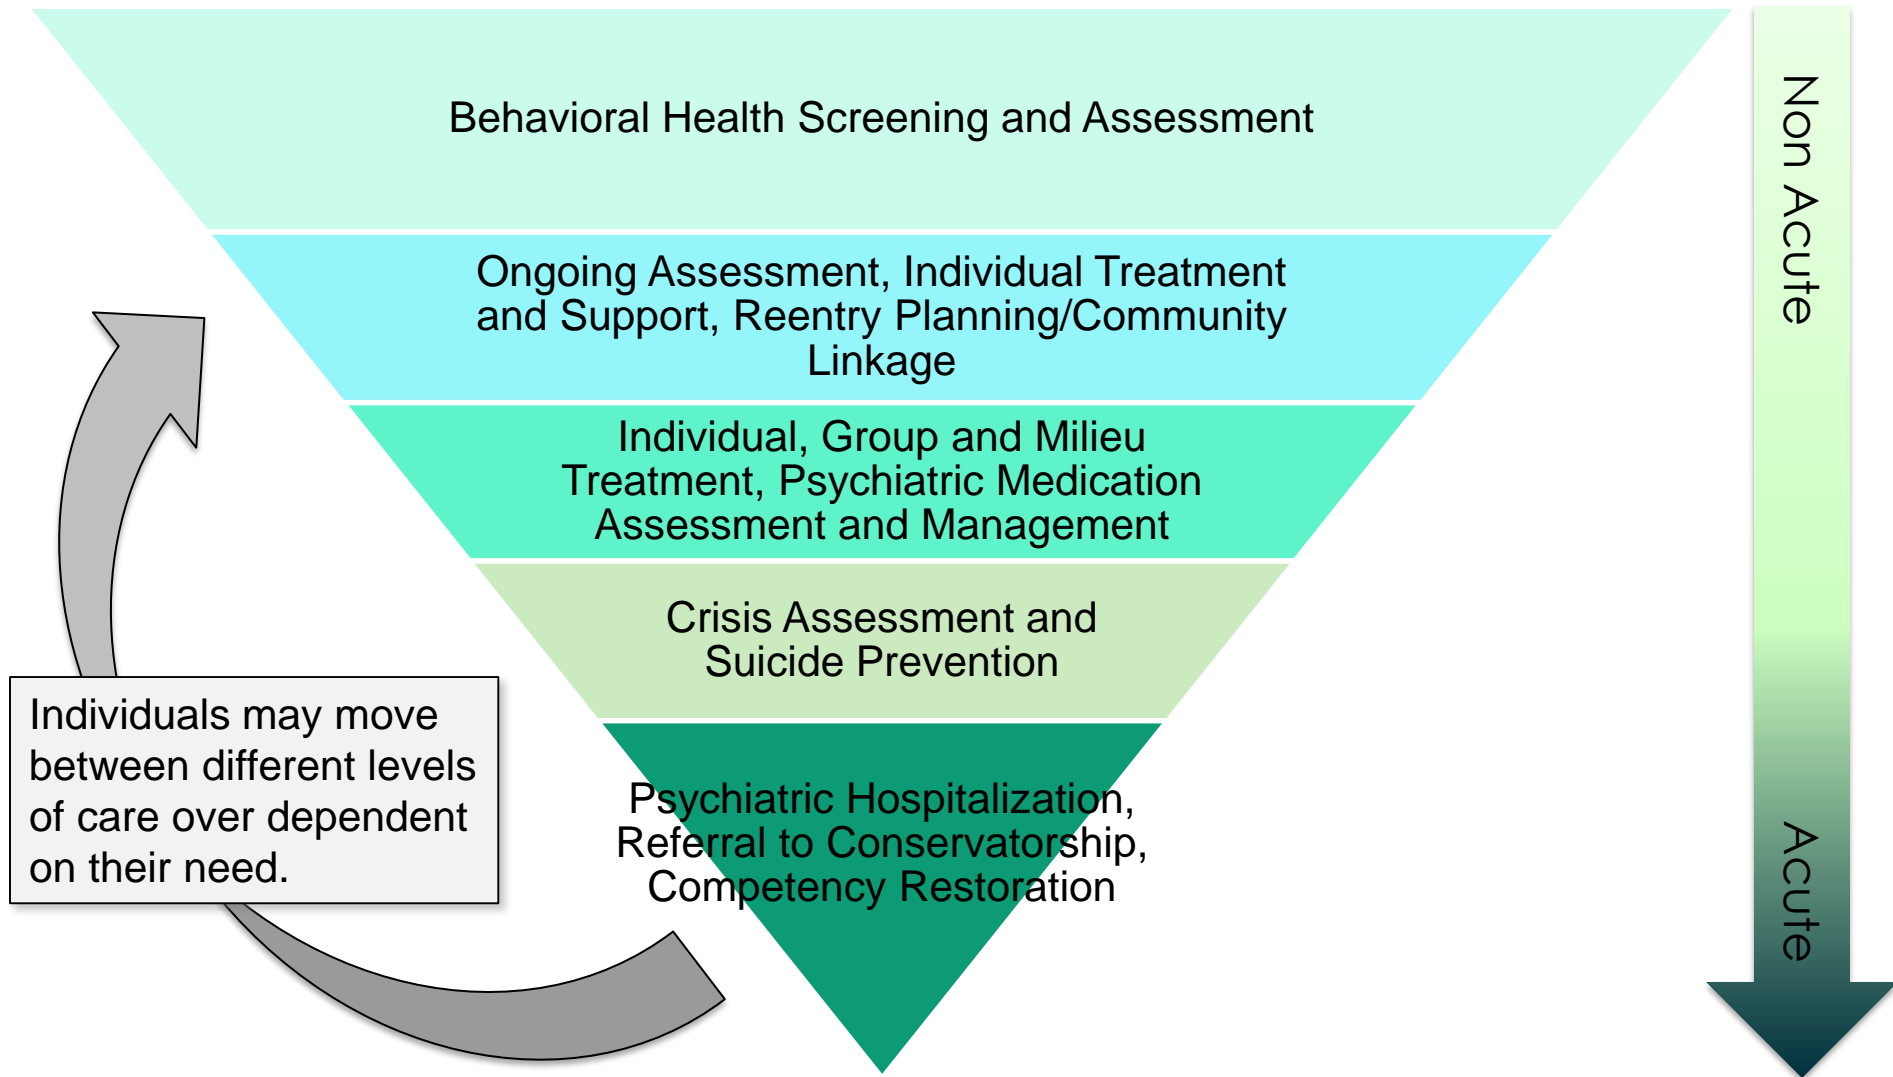 Behavioral Health Screening and Assessment
Ongoing Assessment, Individual Treatment
and Support, Reentry Planning/Community
Linkage
Individual, Group and Milieu
Treatment, Psychiatric Medication
Assessment and Management
Crisis Assessment and
Suicide Prevention
Psychiatric Hospitalization,
Referral to Conservatorship,
Competency Restoration
Individuals may move
between different levels
of care over dependent
on their need.
Non Acute
Acute